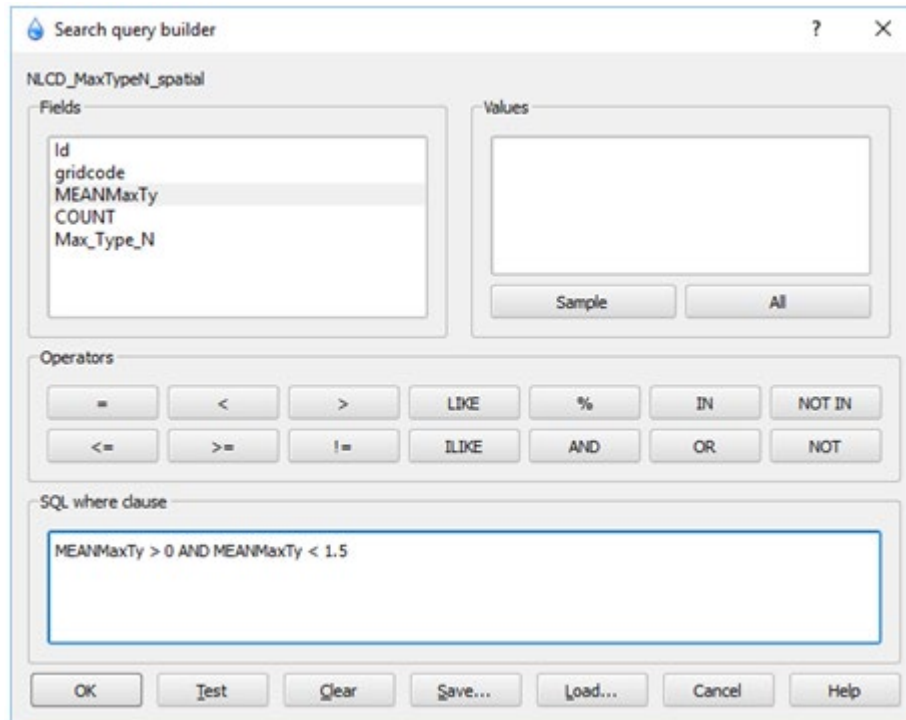 Search query builder ? ×
NLCD_MaxTypeN_spatial
Fields
Id
gridcode
MEANMaxTy
COUNT
Max_Type_N
Values
Sample All
Operators
= < > LIKE % IN NOT IN
<= >= != ILIKE AND OR NOT
SQL where clause
MEANMaxTy > 0 AND MEANMaxTy < 1.5
OK Test Clear Save... Load... Cancel Help